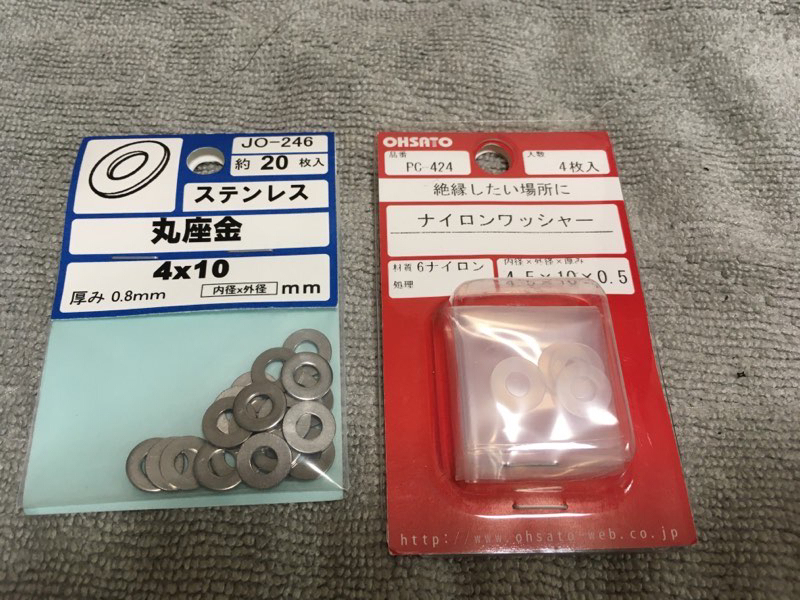 JO-246
約 20 枚入
ステンレス
丸座金
4x10
厚み 0.8mm
内径x外径 mm
OHSATO
品番
PC-424
入数
4枚入
絶縁したい場所に
ナイロンワッシャー
材着 6ナイロン
処理
内径×外径×厚み
4.5×10×0.5
http://www.ohsato-web.co.jp